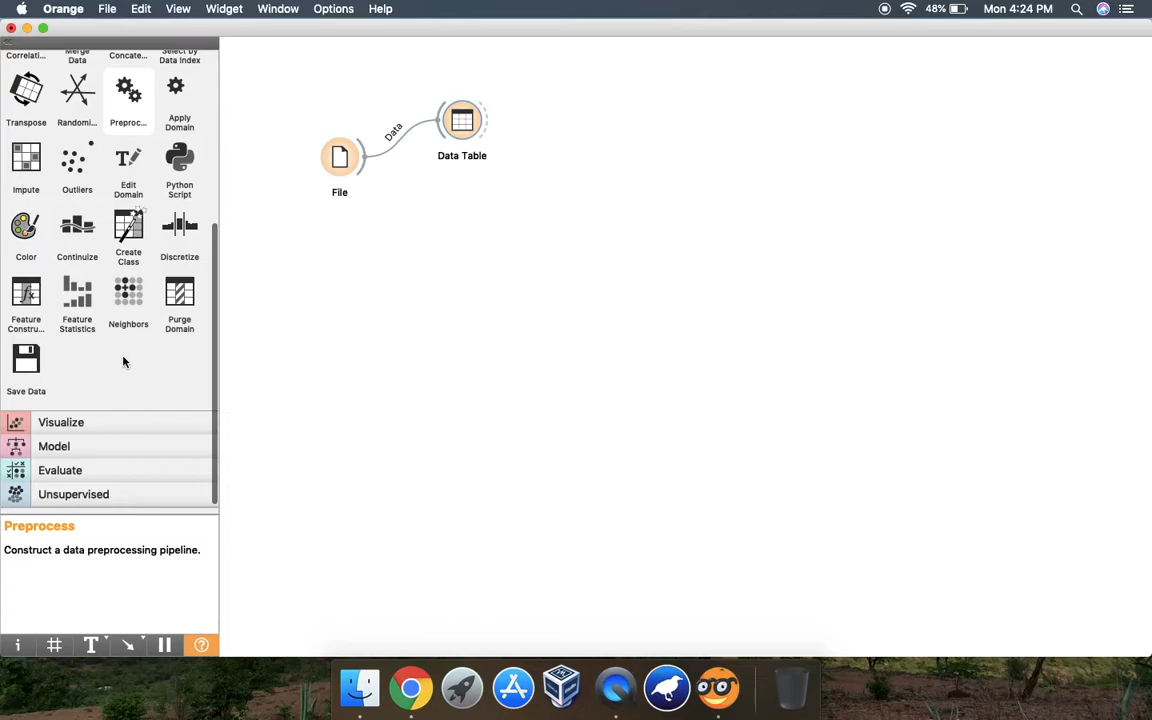 Orange File Edit View Widget Window Options Help 48% Mon 4:24 PM
Correlati... Merge Data Concate... Select by Data Index
Transpose Randomi... Preproc... Apply Domain
Impute Outliers Edit Domain Python Script
Color Continuize Create Class Discretize
Feature Constru... Feature Statistics Neighbors Purge Domain
Save Data
Visualize
Model
Evaluate
Unsupervised
Preprocess
Construct a data preprocessing pipeline.
Data
File
Data Table